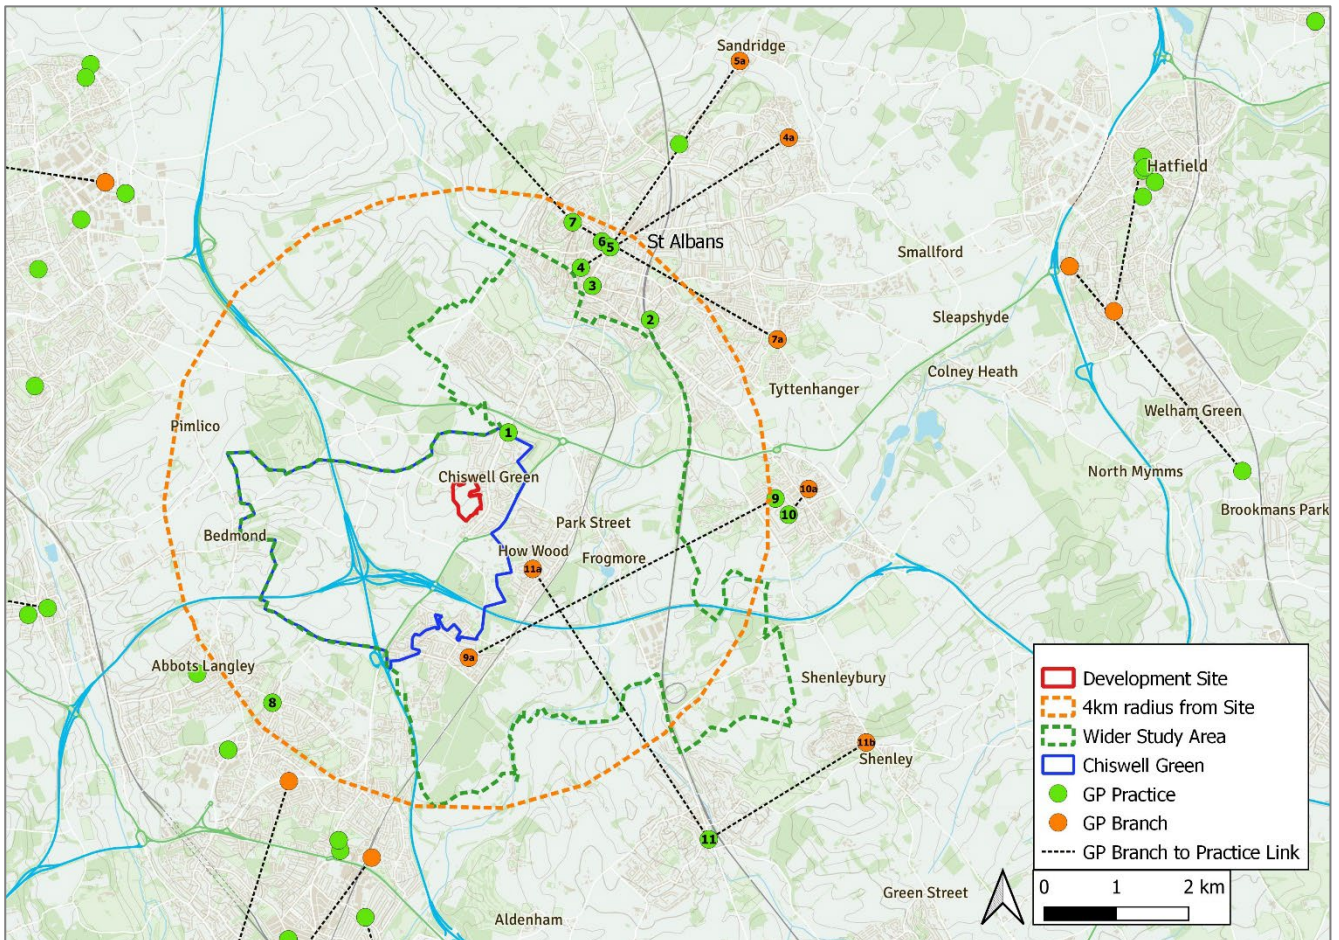 Sandridge
5a
4a
Hatfield
7
6
5
St Albans
4
3
Smallford
2
Sleapshyde
7a
Colney Heath
Tyttenhanger
Welham Green
Pimlico
1
North Mymms
Chiswell Green
10a
9
10
Brookmans Park
Park Street
Bedmond
How Wood
Frogmore
11a
9a
Abbots Langley
Shenleybury
8
11b
Shenley
11
Green Street
Aldenham
Development Site
4km radius from Site
Wider Study Area
Chiswell Green
GP Practice
GP Branch
GP Branch to Practice Link
0 1 2 km